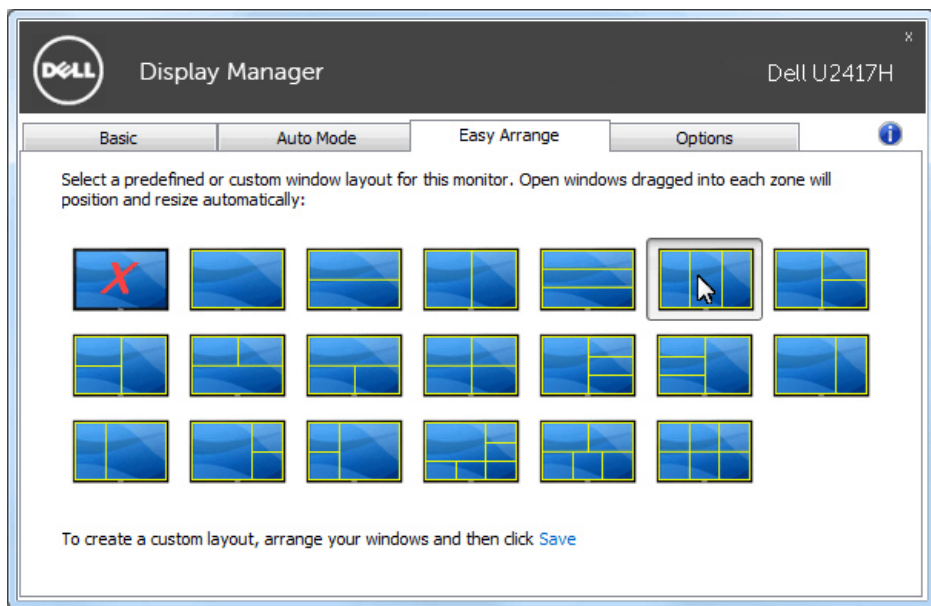 x
DELL
Display Manager
Dell U2417H
Basic
Auto Mode
Easy Arrange
Options
i
Select a predefined or custom window layout for this monitor. Open windows dragged into each zone will
position and resize automatically:
X
To create a custom layout, arrange your windows and then click Save